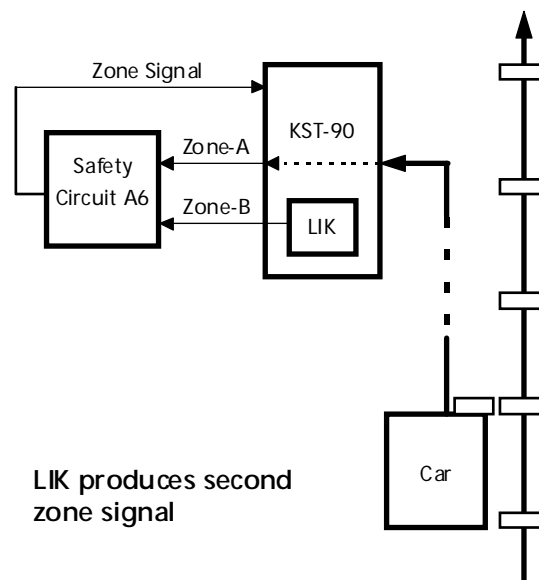 Zone Signal
KST-90
Zone-A
Safety
Circuit A6
Zone-B
LIK
Car
LIK produces second
zone signal